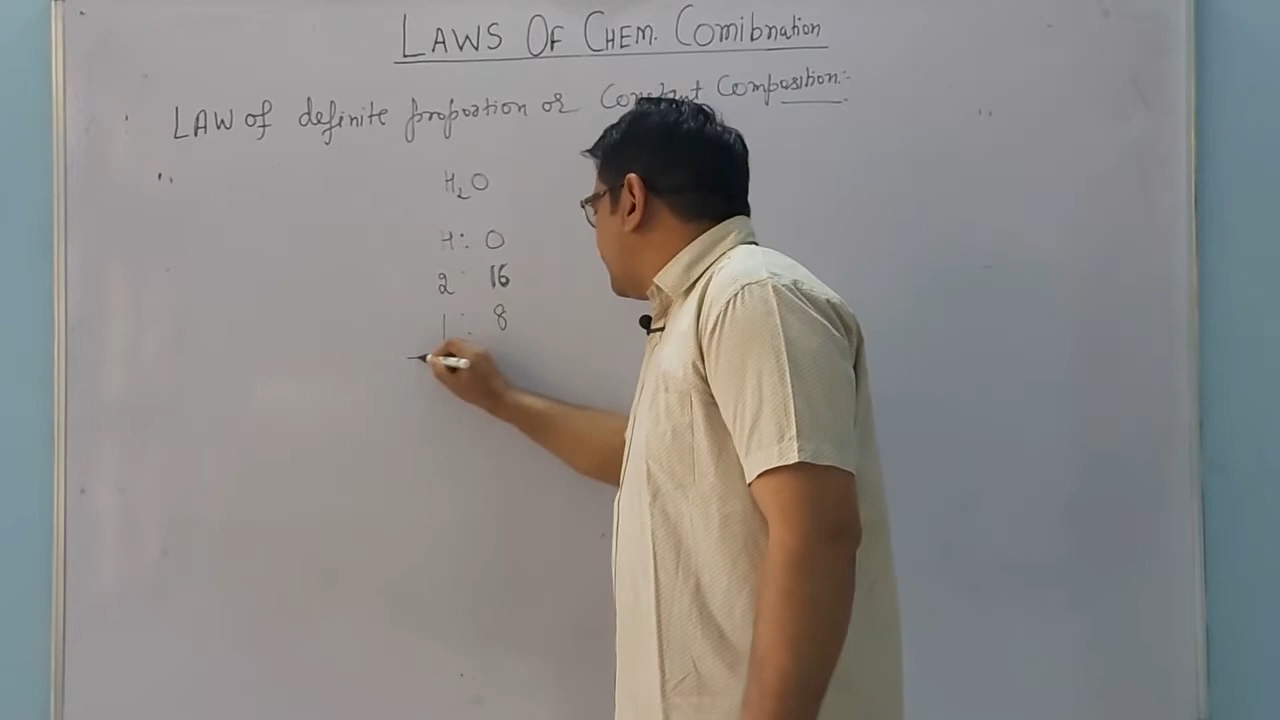 LAWS OF CHEM. Comibnation
LAW of definite proportion or Constant Composition:-
H₂O
H : O
2 : 16
1 : 8